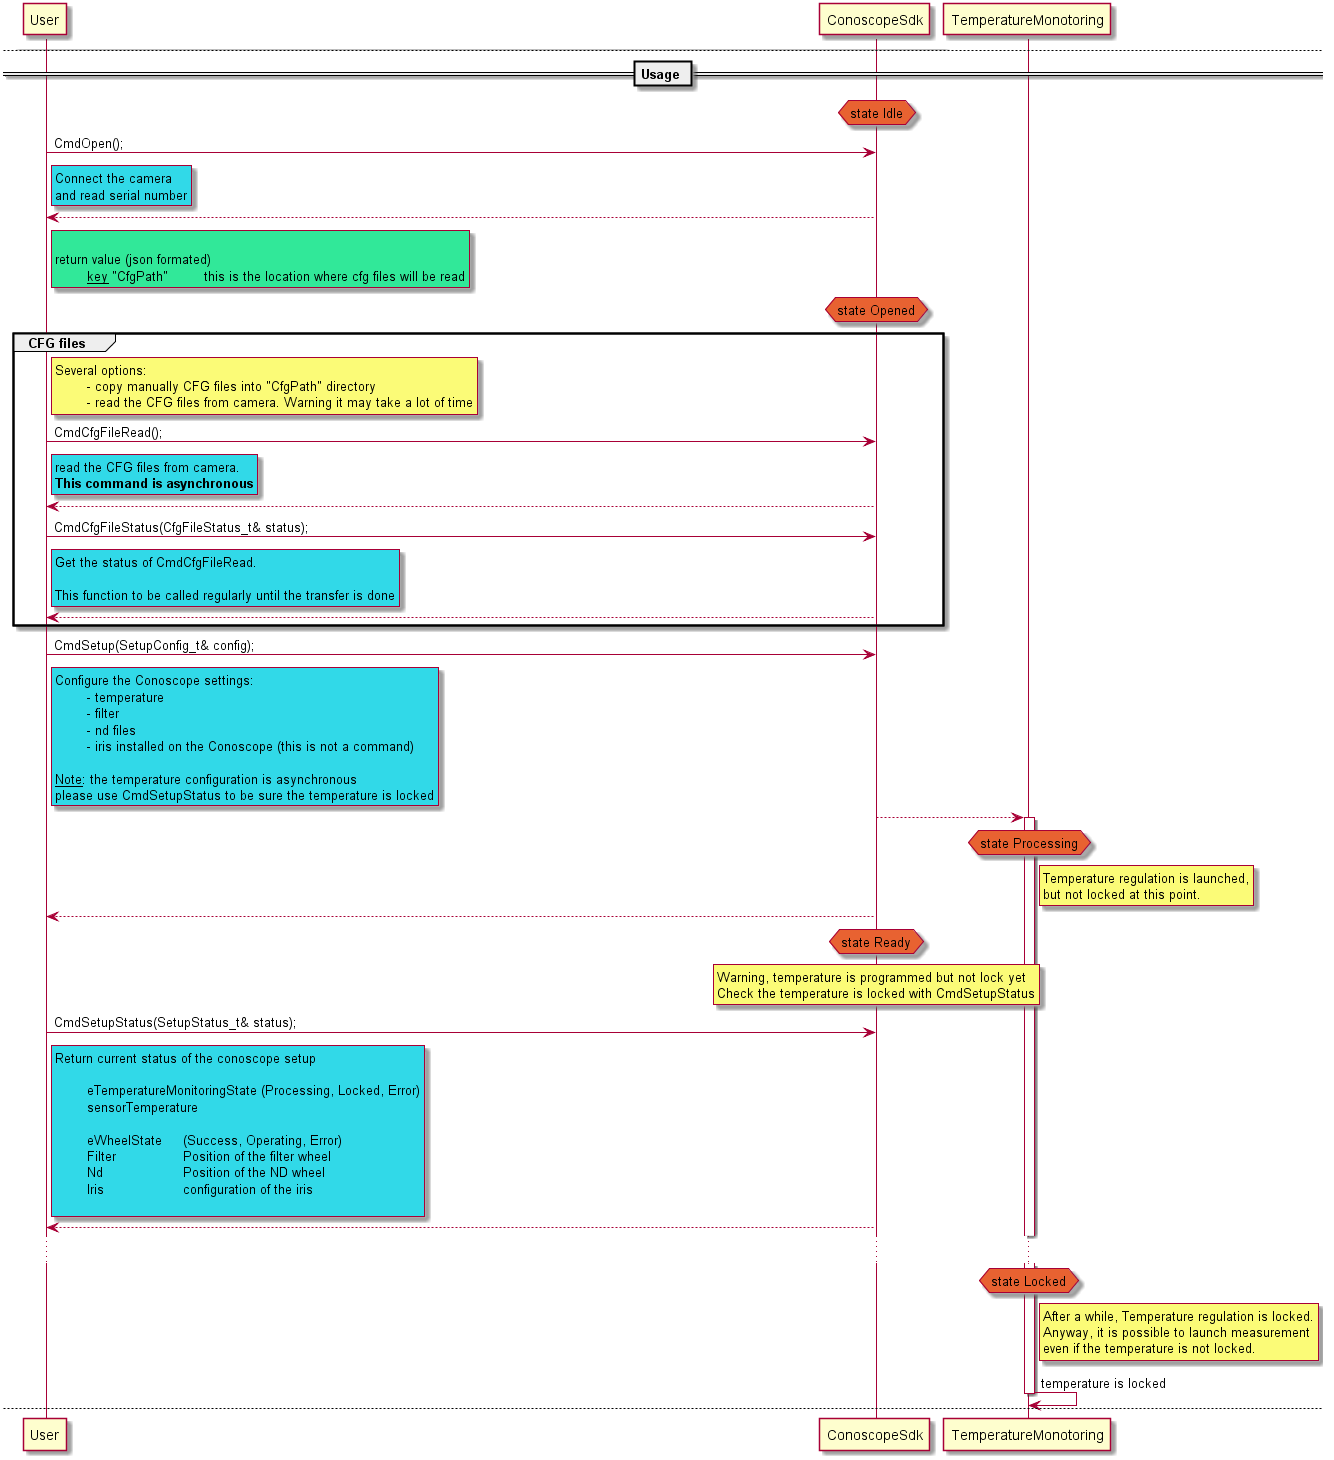 User
ConoscopeSdk
TemperatureMonotoring
Usage
state Idle
CmdOpen();
Connect the camera
and read serial number
return value (json formated)
key "CfgPath" this is the location where cfg files will be read
state Opened
CFG files
Several options:
- copy manually CFG files into "CfgPath" directory
- read the CFG files from camera. Warning it may take a lot of time
CmdCfgFileRead();
read the CFG files from camera.
This command is asynchronous
CmdCfgFileStatus(CfgFileStatus_t& status);
Get the status of CmdCfgFileRead.
This function to be called regularly until the transfer is done
CmdSetup(SetupConfig_t& config);
Configure the Conoscope settings:
- temperature
- filter
- nd files
- iris installed on the Conoscope (this is not a command)
Note: the temperature configuration is asynchronous
please use CmdSetupStatus to be sure the temperature is locked
state Processing
Temperature regulation is launched,
but not locked at this point.
state Ready
Warning, temperature is programmed but not lock yet
Check the temperature is locked with CmdSetupStatus
CmdSetupStatus(SetupStatus_t& status);
Return current status of the conoscope setup
eTemperatureMonitoringState (Processing, Locked, Error)
sensorTemperature
eWheelState (Success, Operating, Error)
Filter Position of the filter wheel
Nd Position of the ND wheel
Iris configuration of the iris
state Locked
After a while, Temperature regulation is locked.
Anyway, it is possible to launch measurement
even if the temperature is not locked.
temperature is locked
User
ConoscopeSdk
TemperatureMonotoring